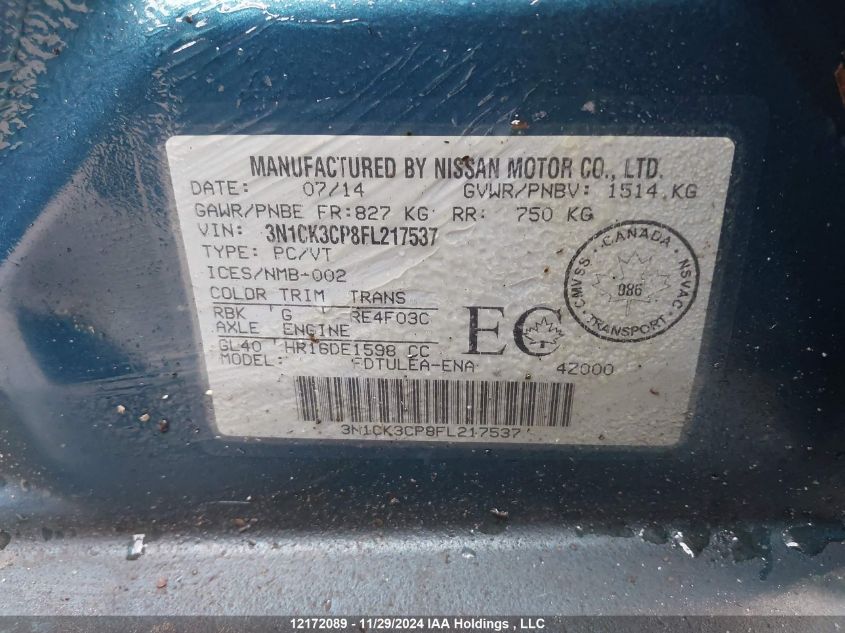 MANUFACTURED BY NISSAN MOTOR CO., LTD.
DATE: 07/14 GVWR/PNBV: 1514 KG
GAWR/PNBE FR:827 KG RR: 750 KG
VIN: 3N1CK3CP8FL217537
TYPE: PC/VT
ICES/NMB-002
COLOR TRIM TRANS
RBK G RE4F03C
AXLE ENGINE
GL40 HR16DE1598 CC
MODEL: FDTULEA-ENA 42000
EC
CANADA
CMVSS NSVAC
986
TRANSPORT
3N1CK3CP8FL217537
12172089 - 11/29/2024 IAA Holdings , LLC